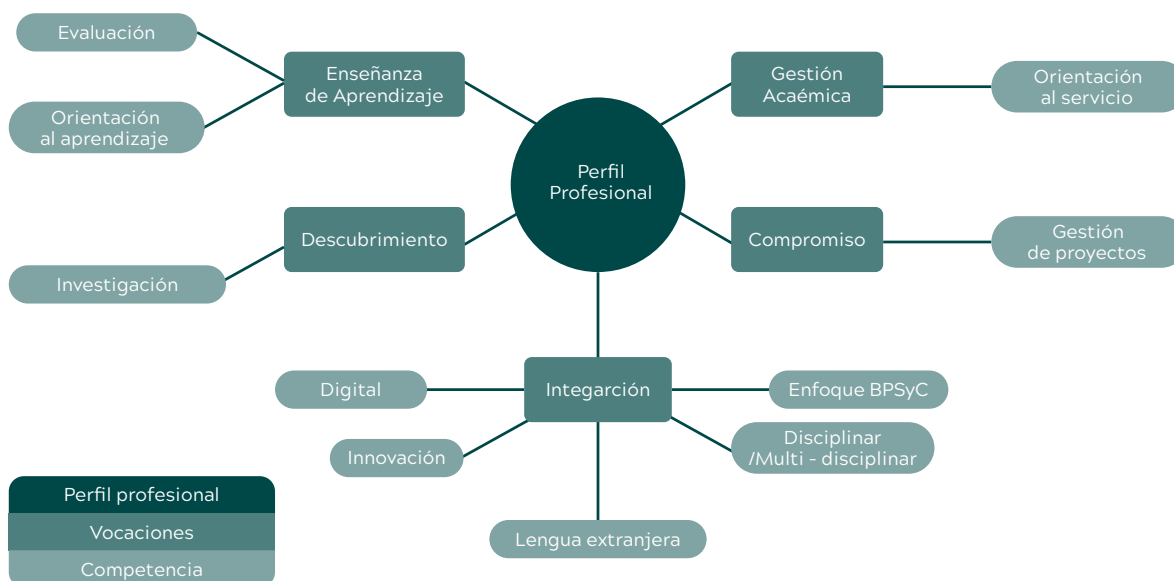 Evaluación
Enseñanza
de Aprendizaje
Orientación
al aprendizaje
Gestión
Acaémica
Orientación
al servicio
Perfil
Profesional
Descubrimiento
Investigación
Compromiso
Gestión
de proyectos
Integarción
Digital
Innovación
Enfoque BPSyC
Disciplinar
/Multi - disciplinar
Lengua extranjera
Perfil profesional
Vocaciones
Competencia